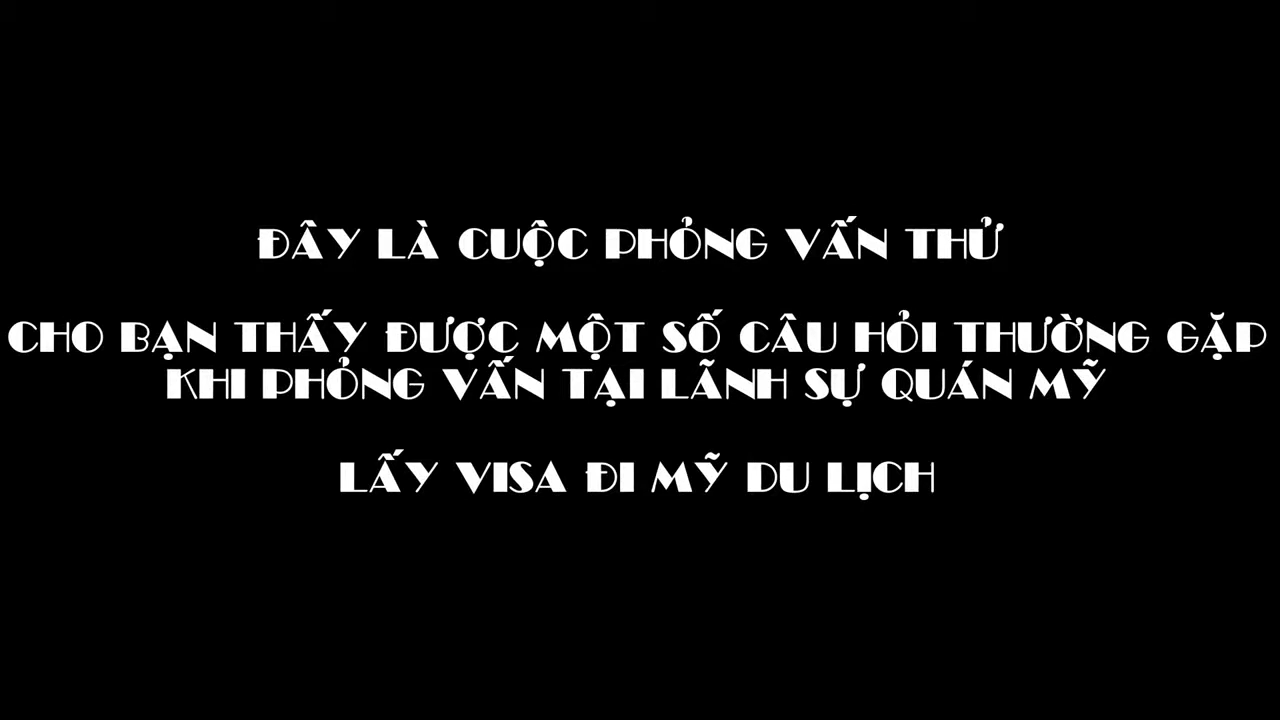 ĐÂY LÀ CUỘC PHỎNG VẤN THỬ
CHO BẠN THẤY ĐƯỢC MỘT SỐ CÂU HỎI THƯỜNG GẶP
KHI PHỎNG VẤN TẠI LÃNH SỰ QUÁN MỸ
LẤY VISA ĐI MỸ DU LỊCH